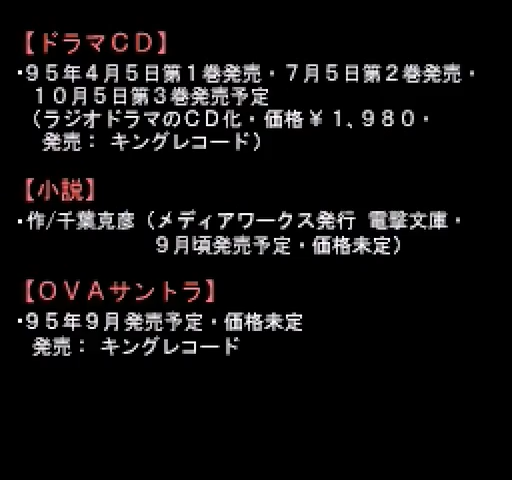 【ドラマＣＤ】
・９５年４月５日第１巻発売・７月５日第２巻発売・
１０月５日第３巻発売予定
（ラジオドラマのＣＤ化・価格￥１,９８０・
発売： キングレコード）
【小説】
・作/千葉克彦（メディアワークス発行 電撃文庫・
９月頃発売予定・価格未定）
【ＯＶＡサントラ】
・９５年９月発売予定・価格未定
発売： キングレコード